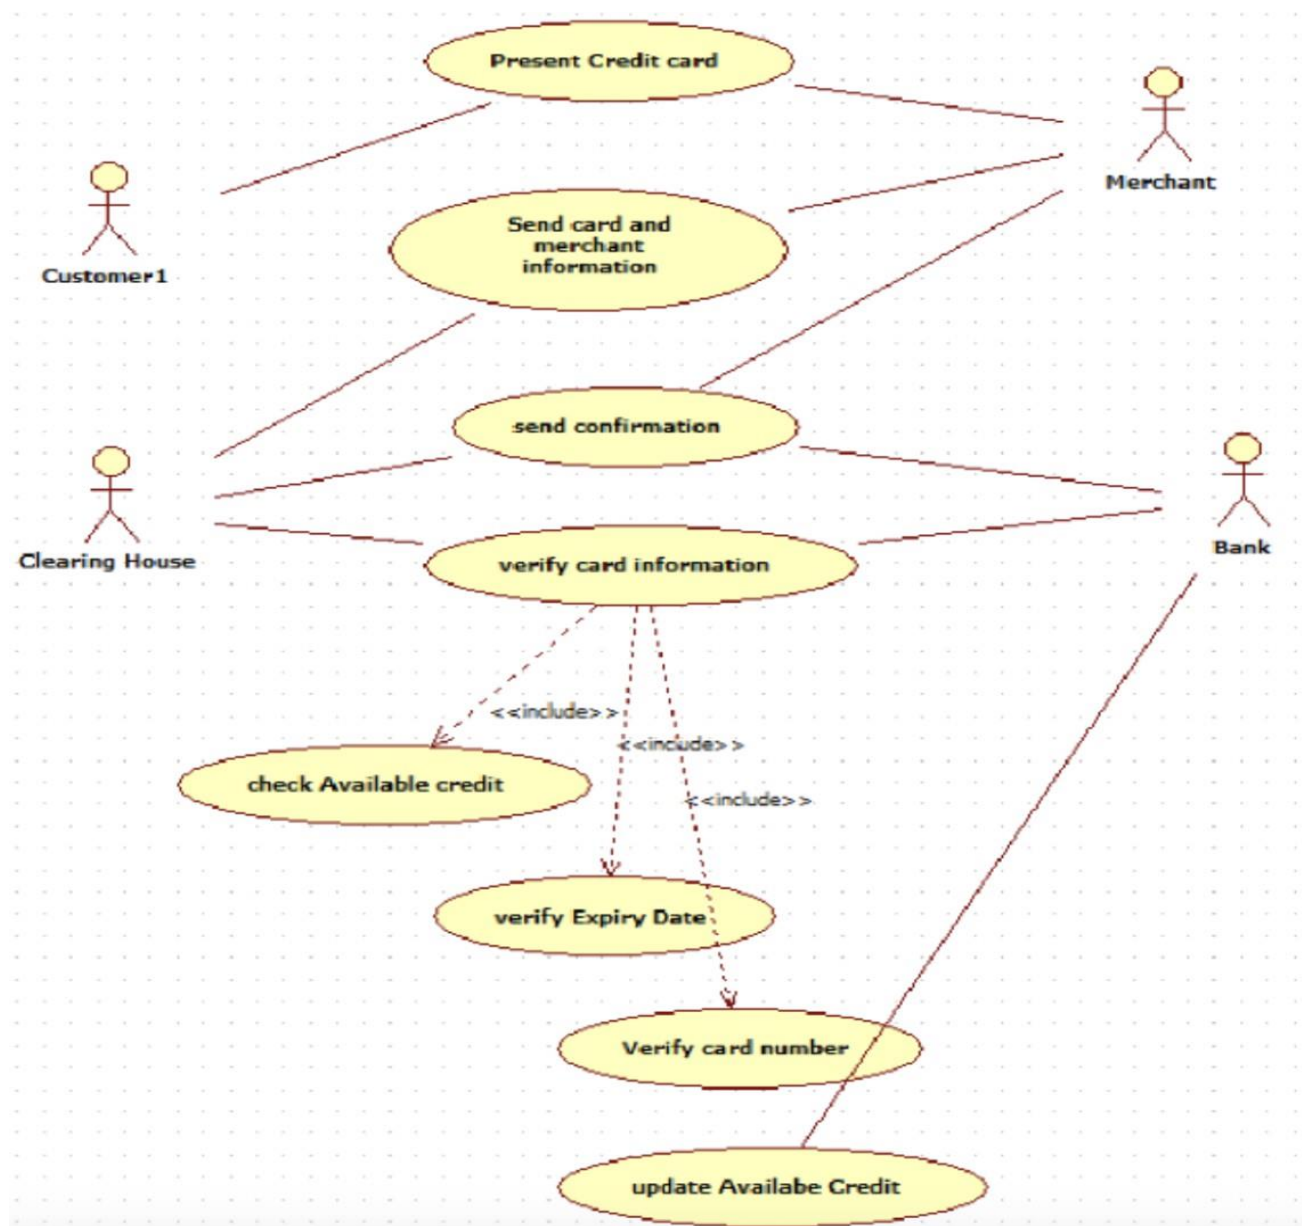 Present Credit card
Merchant
Send card and
merchant
information
Customer1
send confirmation
Clearing House
verify card information
Bank
<<include>>
<<include>>
check Available credit
<<include>>
verify Expiry Date
Verify card number
update Availabe Credit